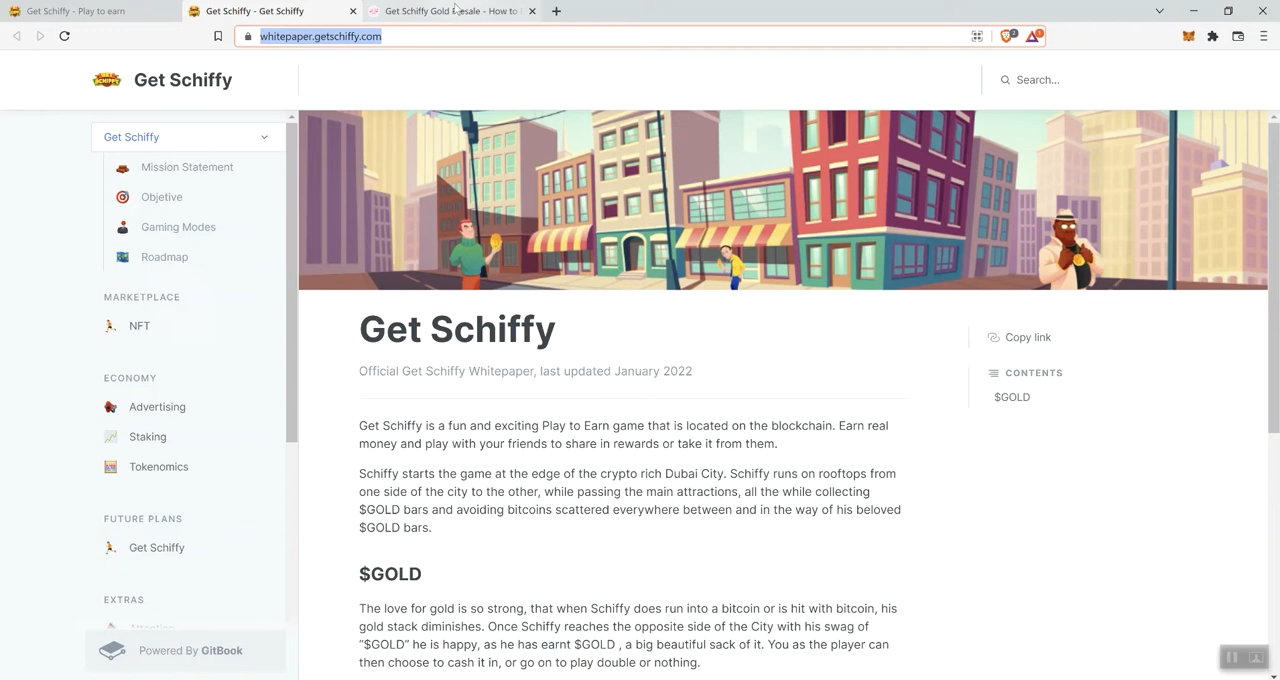 Get Schiffy - Play to earn
Get Schiffy - Get Schiffy
Get Schiffy Gold Presale - How to
whitepaper.getschiffy.com
2
1
GET SCHIFFY
Get Schiffy
Search...
Get Schiffy
Mission Statement
Objetive
Gaming Modes
Roadmap
MARKETPLACE
NFT
ECONOMY
Advertising
Staking
Tokenomics
FUTURE PLANS
Get Schiffy
EXTRAS
Powered By GitBook
Get Schiffy
Official Get Schiffy Whitepaper, last updated January 2022
Get Schiffy is a fun and exciting Play to Earn game that is located on the blockchain. Earn real
money and play with your friends to share in rewards or take it from them.
Schiffy starts the game at the edge of the crypto rich Dubai City. Schiffy runs on rooftops from
one side of the city to the other, while passing the main attractions, all the while collecting
$GOLD bars and avoiding bitcoins scattered everywhere between and in the way of his beloved
$GOLD bars.
$GOLD
The love for gold is so strong, that when Schiffy does run into a bitcoin or is hit with bitcoin, his
gold stack diminishes. Once Schiffy reaches the opposite side of the City with his swag of
"$GOLD" he is happy, as he has earnt $GOLD , a big beautiful sack of it. You as the player can
then choose to cash it in, or go on to play double or nothing.
Copy link
CONTENTS
$GOLD